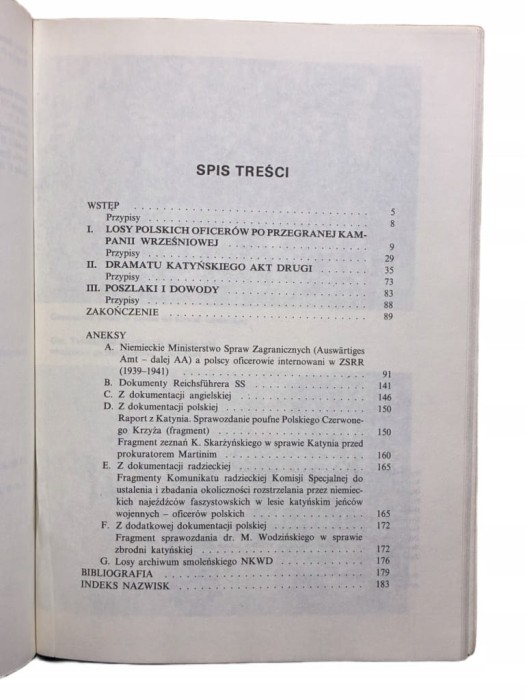 SPIS TREŚCI
WSTĘP . . . . . . . . . . . . . . . . . . . . 5
Przypisy . . . . . . . . . . . . . . . . . . . . 8
I. LOSY POLSKICH OFICERÓW PO PRZEGRANEJ KAM-
PANII WRZEŚNIOWEJ . . . . . . . . . . . . . . . 9
Przypisy . . . . . . . . . . . . . . . . . . . . 29
II. DRAMATU KATYŃSKIEGO AKT DRUGI . . . . . . . . 35
Przypisy . . . . . . . . . . . . . . . . . . . . 73
III. POSZLAKI I DOWODY . . . . . . . . . . . . . . . 83
Przypisy . . . . . . . . . . . . . . . . . . . . 88
ZAKOŃCZENIE . . . . . . . . . . . . . . . . . . . . 89
ANEKSY
A. Niemieckie Ministerstwo Spraw Zagranicznych (Auswärtiges
Amt – dalej AA) a polscy oficerowie internowani w ZSRR
(1939–1941) . . . . . . . . . . . . . . . . . . . . 91
B. Dokumenty Reichsführera SS . . . . . . . . . . . . 141
C. Z dokumentacji angielskiej . . . . . . . . . . . . 146
D. Z dokumentacji polskiej . . . . . . . . . . . . 150
Raport z Katynia. Sprawozdanie poufne Polskiego Czerwone-
go Krzyża (fragment) . . . . . . . . . . . . 150
Fragment zeznań K. Skarżyńskiego w sprawie Katynia przed
prokuratorem Martinim . . . . . . . . . . . . 160
E. Z dokumentacji radzieckiej . . . . . . . . . . . . 165
Fragmenty Komunikatu radzieckiej Komisji Specjalnej do
ustalenia i zbadania okoliczności rozstrzelania przez niemiec-
kich najeźdźców faszystowskich w lesie katyńskim jeńców
wojennych – oficerów polskich . . . . . . . . . . . . 165
F. Z dodatkowej dokumentacji polskiej . . . . . . . . 172
Fragment sprawozdania dr. M. Wodzińskiego w sprawie
zbrodni katyńskiej . . . . . . . . . . . . 172
G. Losy archiwum smoleńskiego NKWD . . . . . . . . 176
BIBLIOGRAFIA . . . . . . . . . . . . . . . . . . . . 179
INDEKS NAZWISK . . . . . . . . . . . . . . . . . . . . 183